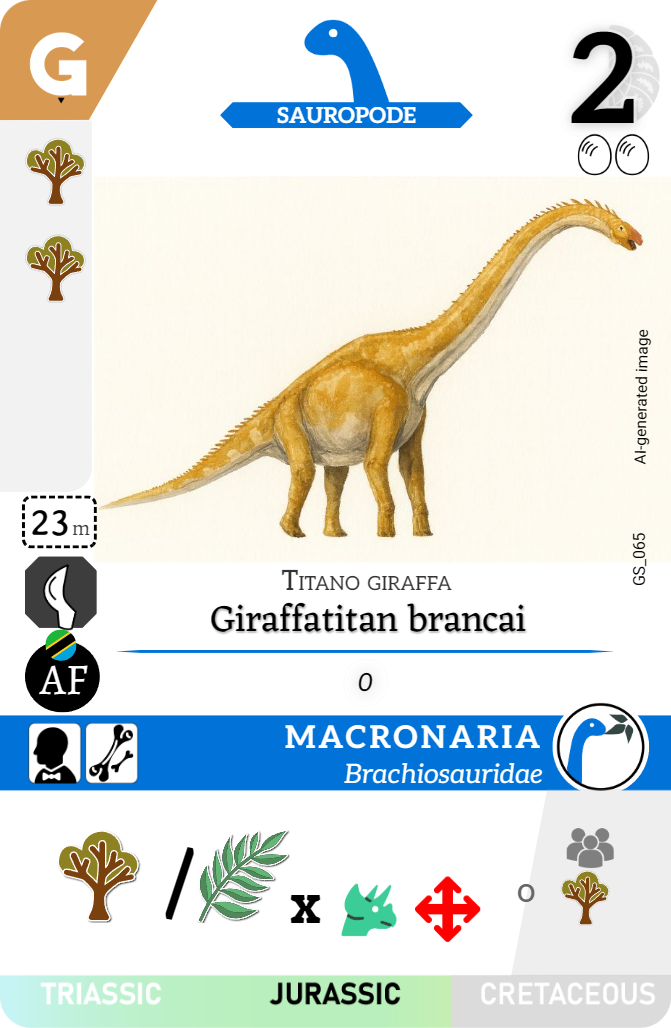 G
SAUROPODE
2
AI-generated image
23 m
GS_065
TITANO GIRAFFA
Giraffatitan brancai
AF
0
MACRONARIA
Brachiosauridae
/
x
o
TRIASSIC JURASSIC CRETACEOUS